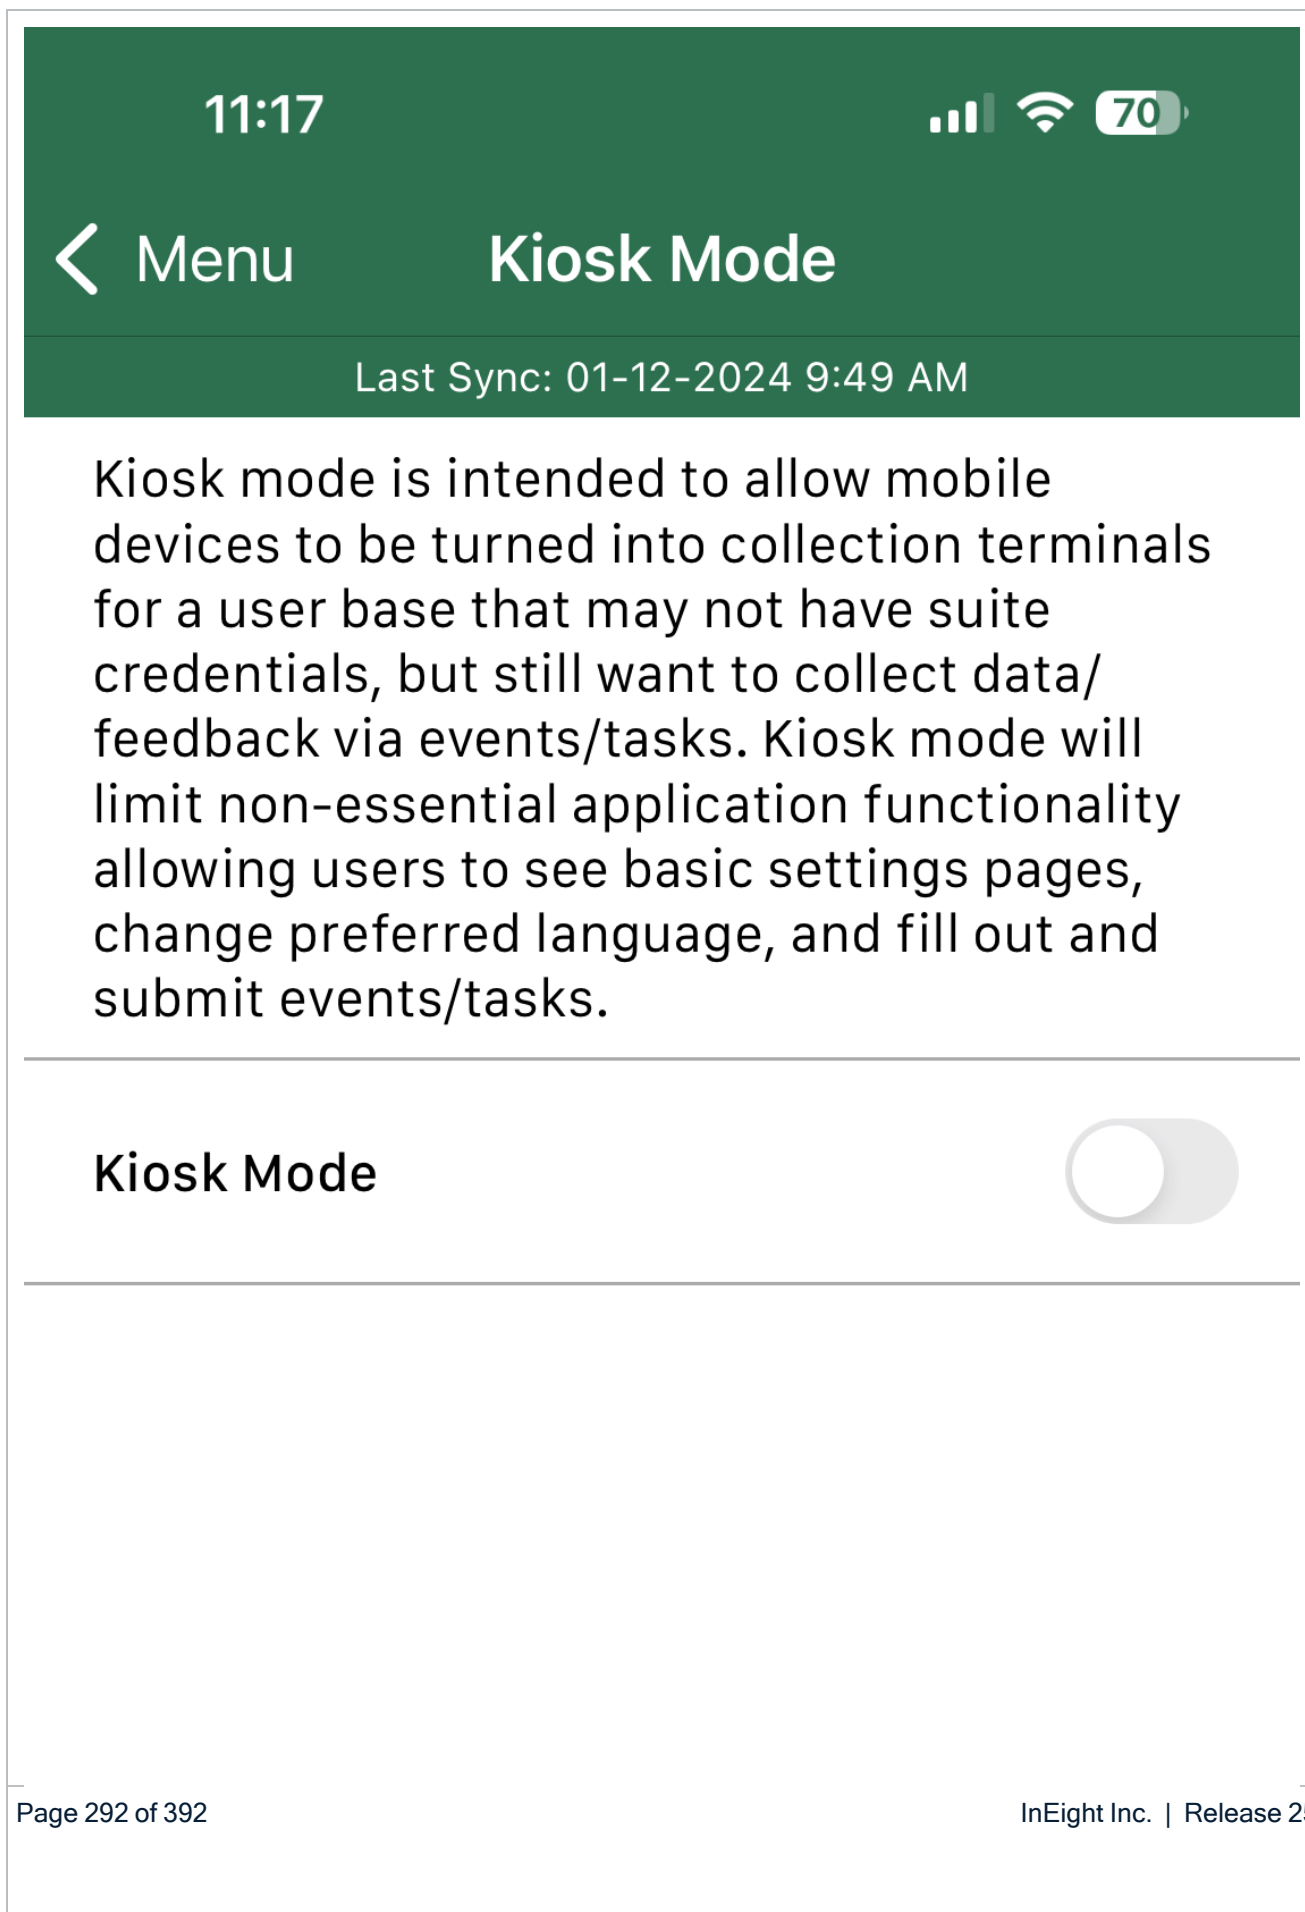 11:17
70
Menu
Kiosk Mode
Last Sync: 01-12-2024 9:49 AM
Kiosk mode is intended to allow mobile
devices to be turned into collection terminals
for a user base that may not have suite
credentials, but still want to collect data/
feedback via events/tasks. Kiosk mode will
limit non-essential application functionality
allowing users to see basic settings pages,
change preferred language, and fill out and
submit events/tasks.
Kiosk Mode
Page 292 of 392
InEight Inc. | Release